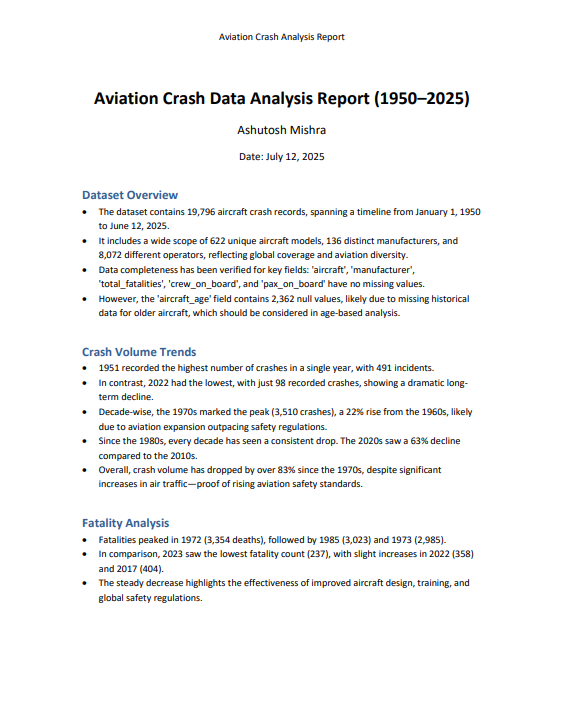 Aviation Crash Analysis Report
Aviation Crash Data Analysis Report (1950–2025)
Ashutosh Mishra
Date: July 12, 2025
Dataset Overview
• The dataset contains 19,796 aircraft crash records, spanning a timeline from January 1, 1950
to June 12, 2025.
• It includes a wide scope of 622 unique aircraft models, 136 distinct manufacturers, and
8,072 different operators, reflecting global coverage and aviation diversity.
• Data completeness has been verified for key fields: 'aircraft', 'manufacturer',
'total_fatalities', 'crew_on_board', and 'pax_on_board' have no missing values.
• However, the 'aircraft_age' field contains 2,362 null values, likely due to missing historical
data for older aircraft, which should be considered in age-based analysis.
Crash Volume Trends
• 1951 recorded the highest number of crashes in a single year, with 491 incidents.
• In contrast, 2022 had the lowest, with just 98 recorded crashes, showing a dramatic long-
term decline.
• Decade-wise, the 1970s marked the peak (3,510 crashes), a 22% rise from the 1960s, likely
due to aviation expansion outpacing safety regulations.
• Since the 1980s, every decade has seen a consistent drop. The 2020s saw a 63% decline
compared to the 2010s.
• Overall, crash volume has dropped by over 83% since the 1970s, despite significant
increases in air traffic—proof of rising aviation safety standards.
Fatality Analysis
• Fatalities peaked in 1972 (3,354 deaths), followed by 1985 (3,023) and 1973 (2,985).
• In comparison, 2023 saw the lowest fatality count (237), with slight increases in 2022 (358)
and 2017 (404).
• The steady decrease highlights the effectiveness of improved aircraft design, training, and
global safety regulations.